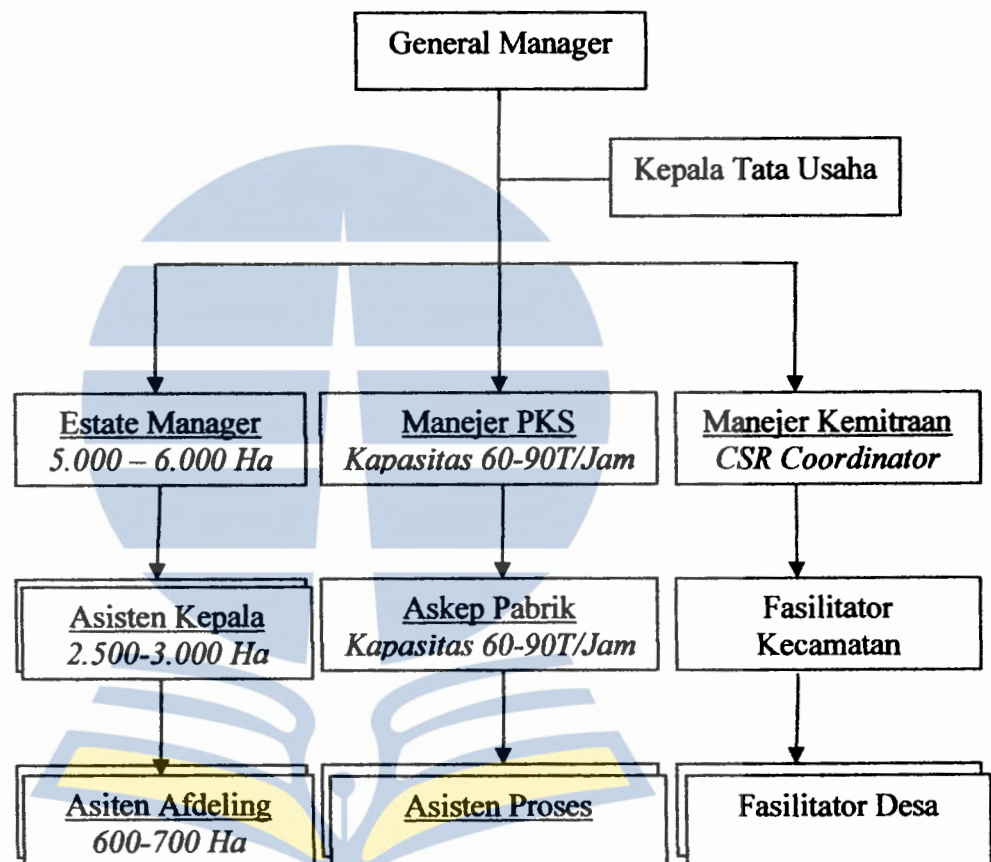 General Manager
Kepala Tata Usaha
Estate Manager
5.000 – 6.000 Ha
Manejer PKS
Kapasitas 60-90T/Jam
Manejer Kemitraan
CSR Coordinator
Asisten Kepala
2.500-3.000 Ha
Askep Pabrik
Kapasitas 60-90T/Jam
Fasilitator
Kecamatan
Asiten Afdeling
600-700 Ha
Asisten Proses
Fasilitator Desa